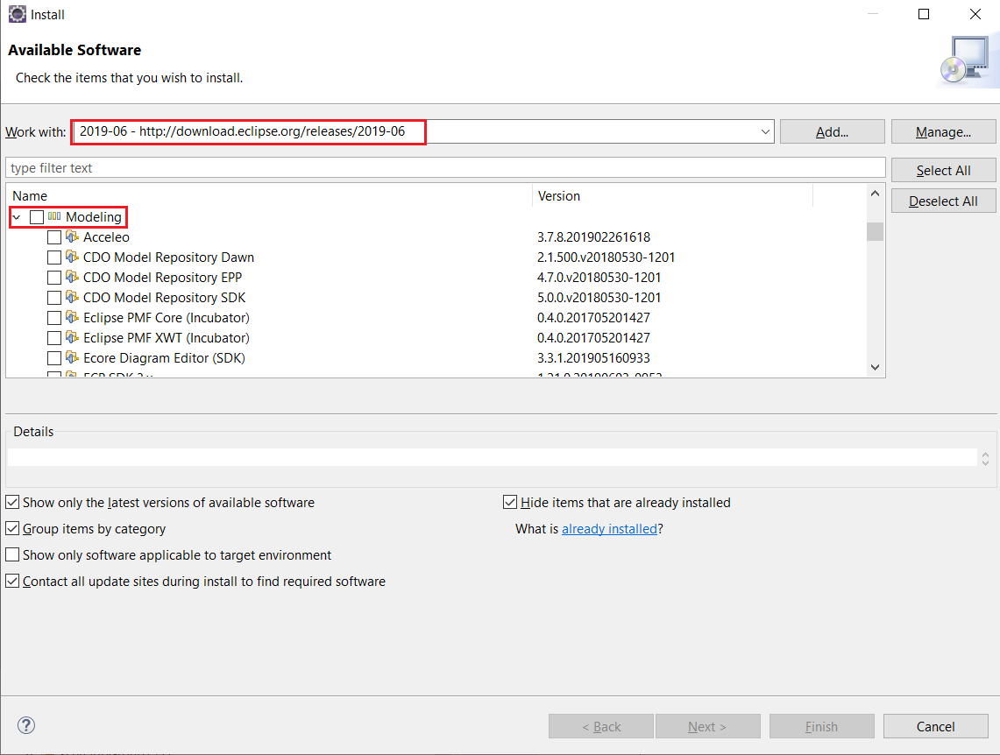 Install
Available Software
Check the items that you wish to install.
Work with: 2019-06 - http://download.eclipse.org/releases/2019-06 Add... Manage...
type filter text Select All
Name Version Deselect All
Modeling
Acceleo 3.7.8.201902261618
CDO Model Repository Dawn 2.1.500.v20180530-1201
CDO Model Repository EPP 4.7.0.v20180530-1201
CDO Model Repository SDK 5.0.0.v20180530-1201
Eclipse PMF Core (Incubator) 0.4.0.201705201427
Eclipse PMF XWT (Incubator) 0.4.0.201705201427
Ecore Diagram Editor (SDK) 3.3.1.201905160933
Details
Show only the latest versions of available software Hide items that are already installed
Group items by category What is already installed?
Show only software applicable to target environment
Contact all update sites during install to find required software
? < Back Next > Finish Cancel